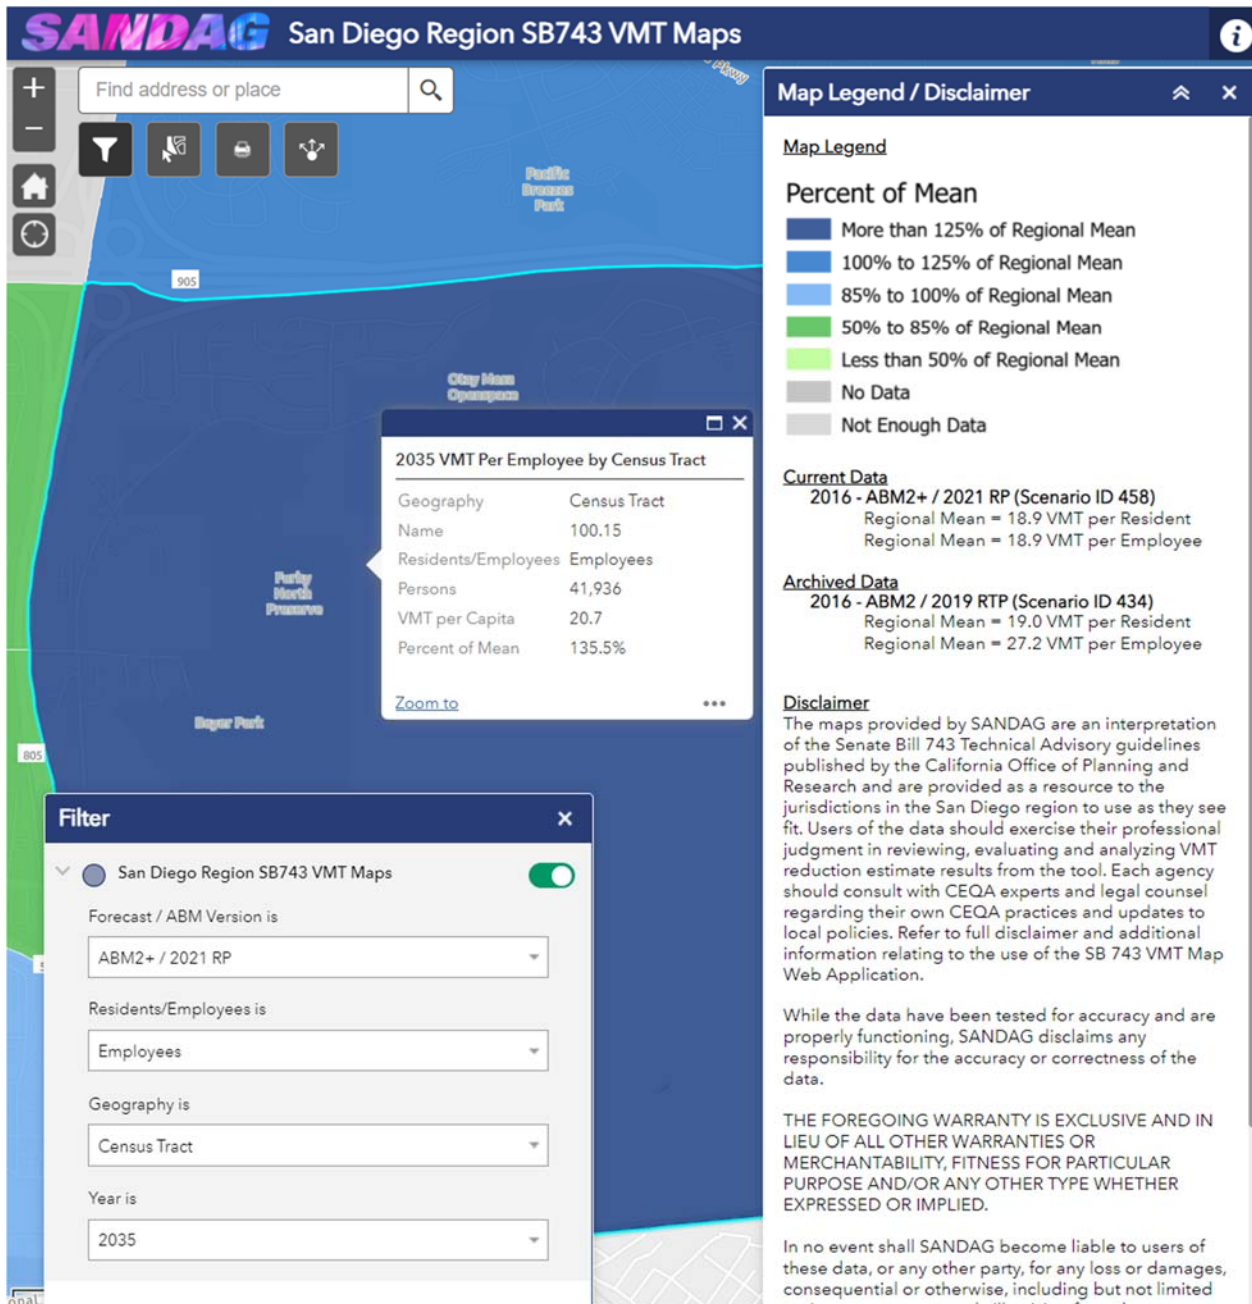 SANDAG San Diego Region SB743 VMT Maps
Find address or place
Pkwy
Pacific
Breezes
Park
905
Otay Mesa
Openspace
2035 VMT Per Employee by Census Tract
Geography Census Tract
Name 100.15
Residents/Employees Employees
Persons 41,936
VMT per Capita 20.7
Percent of Mean 135.5%
Zoom to
Furby
North
Preserve
Beyer Park
805
Filter
San Diego Region SB743 VMT Maps
Forecast / ABM Version is
ABM2+ / 2021 RP
Residents/Employees is
Employees
Geography is
Census Tract
Year is
2035
Map Legend / Disclaimer
Map Legend
Percent of Mean
More than 125% of Regional Mean
100% to 125% of Regional Mean
85% to 100% of Regional Mean
50% to 85% of Regional Mean
Less than 50% of Regional Mean
No Data
Not Enough Data
Current Data
2016 - ABM2+ / 2021 RP (Scenario ID 458)
Regional Mean = 18.9 VMT per Resident
Regional Mean = 18.9 VMT per Employee
Archived Data
2016 - ABM2 / 2019 RTP (Scenario ID 434)
Regional Mean = 19.0 VMT per Resident
Regional Mean = 27.2 VMT per Employee
Disclaimer
The maps provided by SANDAG are an interpretation
of the Senate Bill 743 Technical Advisory guidelines
published by the California Office of Planning and
Research and are provided as a resource to the
jurisdictions in the San Diego region to use as they see
fit. Users of the data should exercise their professional
judgment in reviewing, evaluating and analyzing VMT
reduction estimate results from the tool. Each agency
should consult with CEQA experts and legal counsel
regarding their own CEQA practices and updates to
local policies. Refer to full disclaimer and additional
information relating to the use of the SB 743 VMT Map
Web Application.
While the data have been tested for accuracy and are
properly functioning, SANDAG disclaims any
responsibility for the accuracy or correctness of the
data.
THE FOREGOING WARRANTY IS EXCLUSIVE AND IN
LIEU OF ALL OTHER WARRANTIES OR
MERCHANTABILITY, FITNESS FOR PARTICULAR
PURPOSE AND/OR ANY OTHER TYPE WHETHER
EXPRESSED OR IMPLIED.
In no event shall SANDAG become liable to users of
these data, or any other party, for any loss or damages,
consequential or otherwise, including but not limited